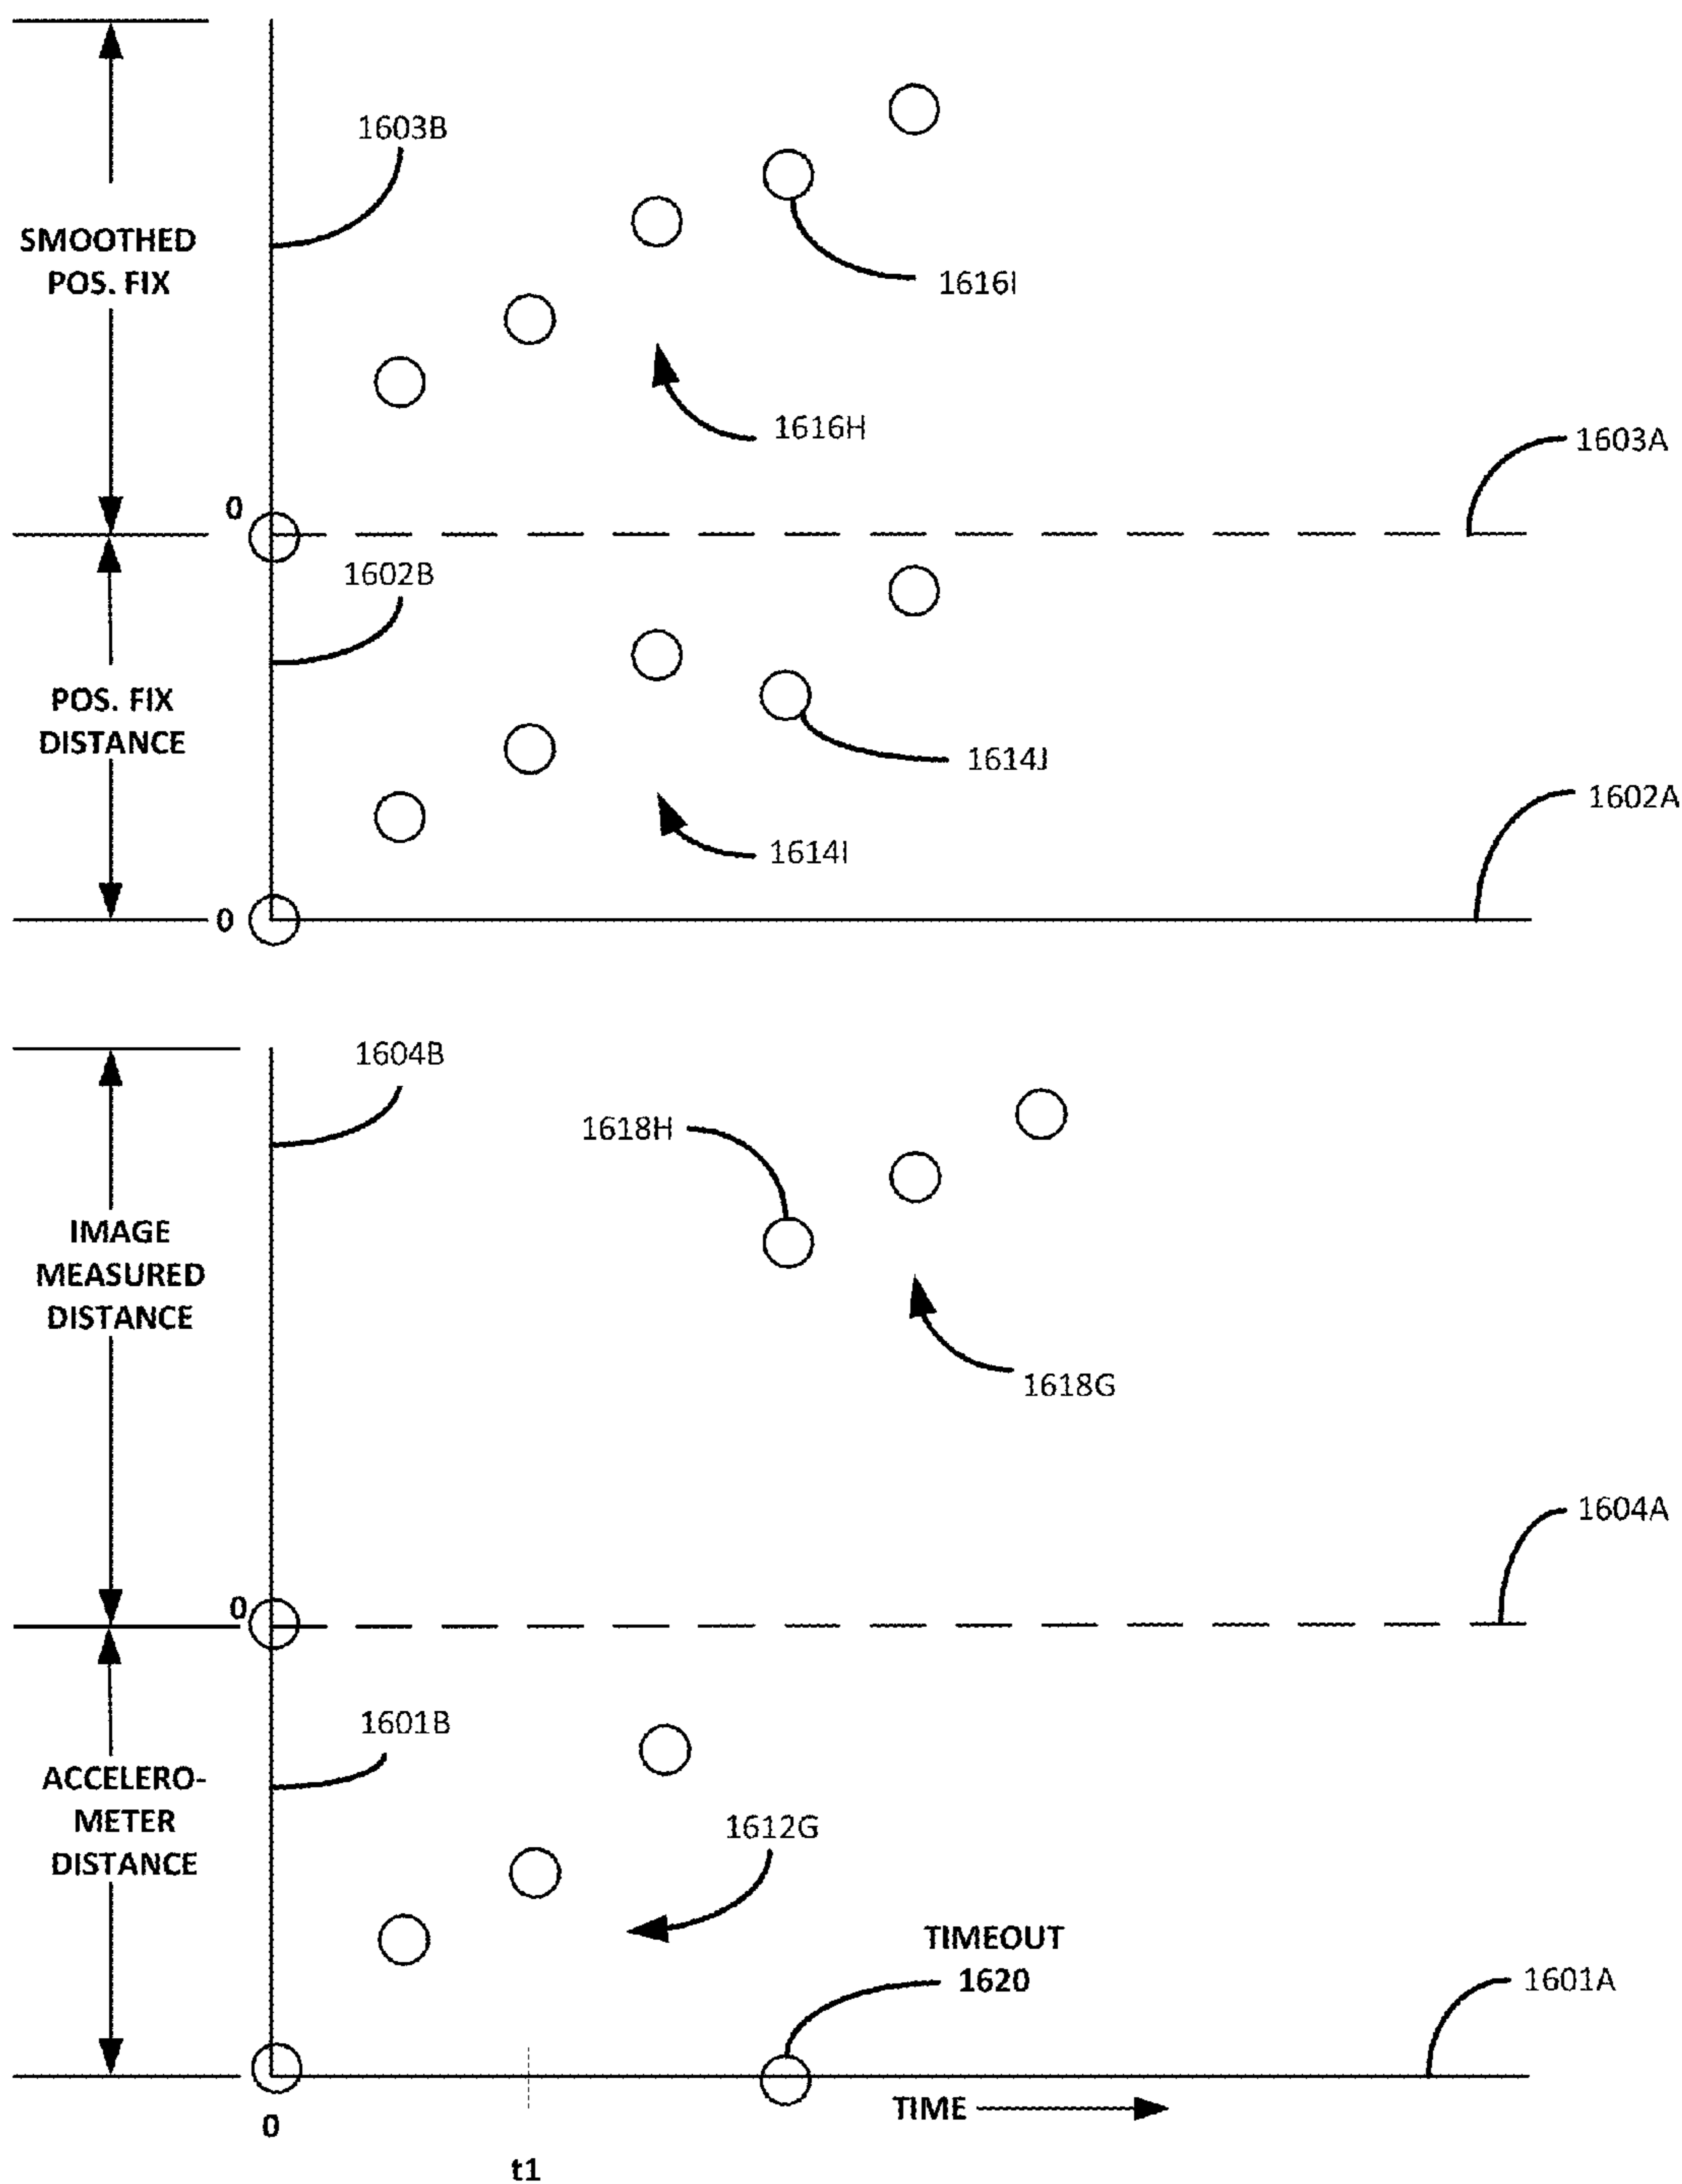 1603B
SMOOTHED
POS. FIX
1616I
1616H
1603A
0
1602B
POS. FIX
DISTANCE
1614J
1602A
1614I
0
1604B
1618H
IMAGE
MEASURED
DISTANCE
1618G
1604A
0
1601B
ACCELERO-
METER
DISTANCE
1612G
TIMEOUT
1620
1601A
TIME
0
t1